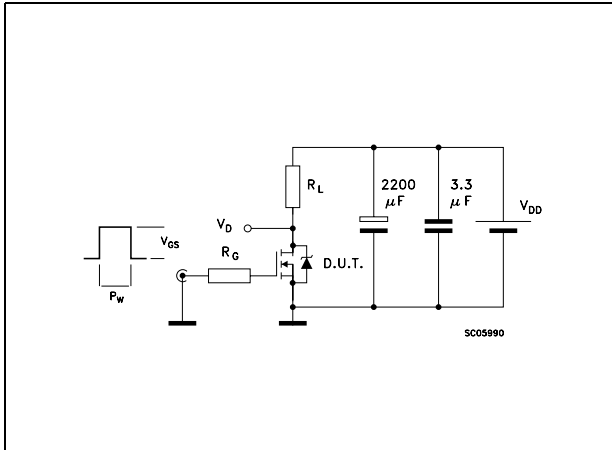 R_L
2200 μF
3.3 μF
V_DD
V_D
V_GS
R_G
D.U.T.
P_W
SC05990